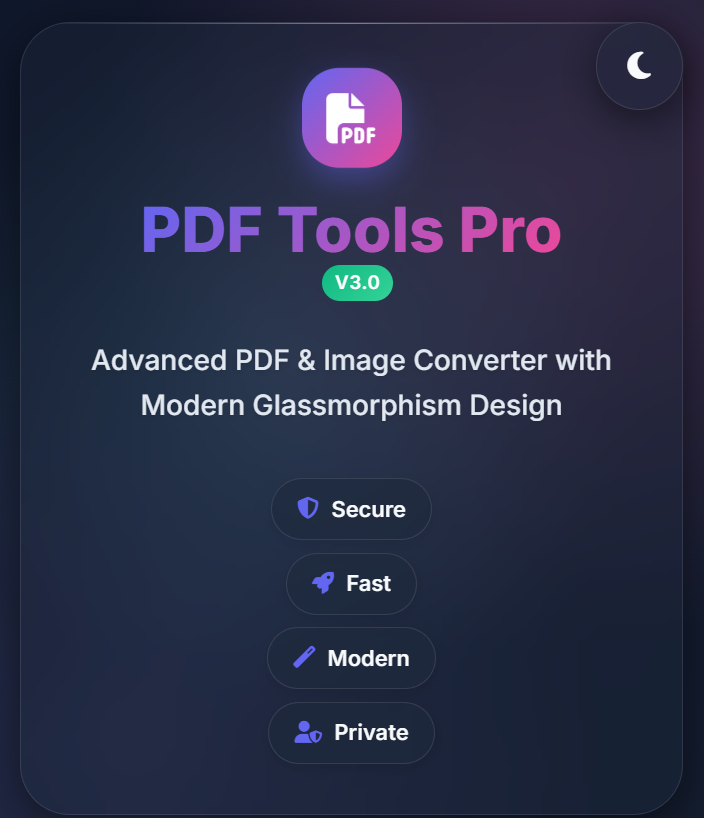 PDF
PDF Tools Pro
V3.0
Advanced PDF & Image Converter with
Modern Glassmorphism Design
Secure
Fast
Modern
Private